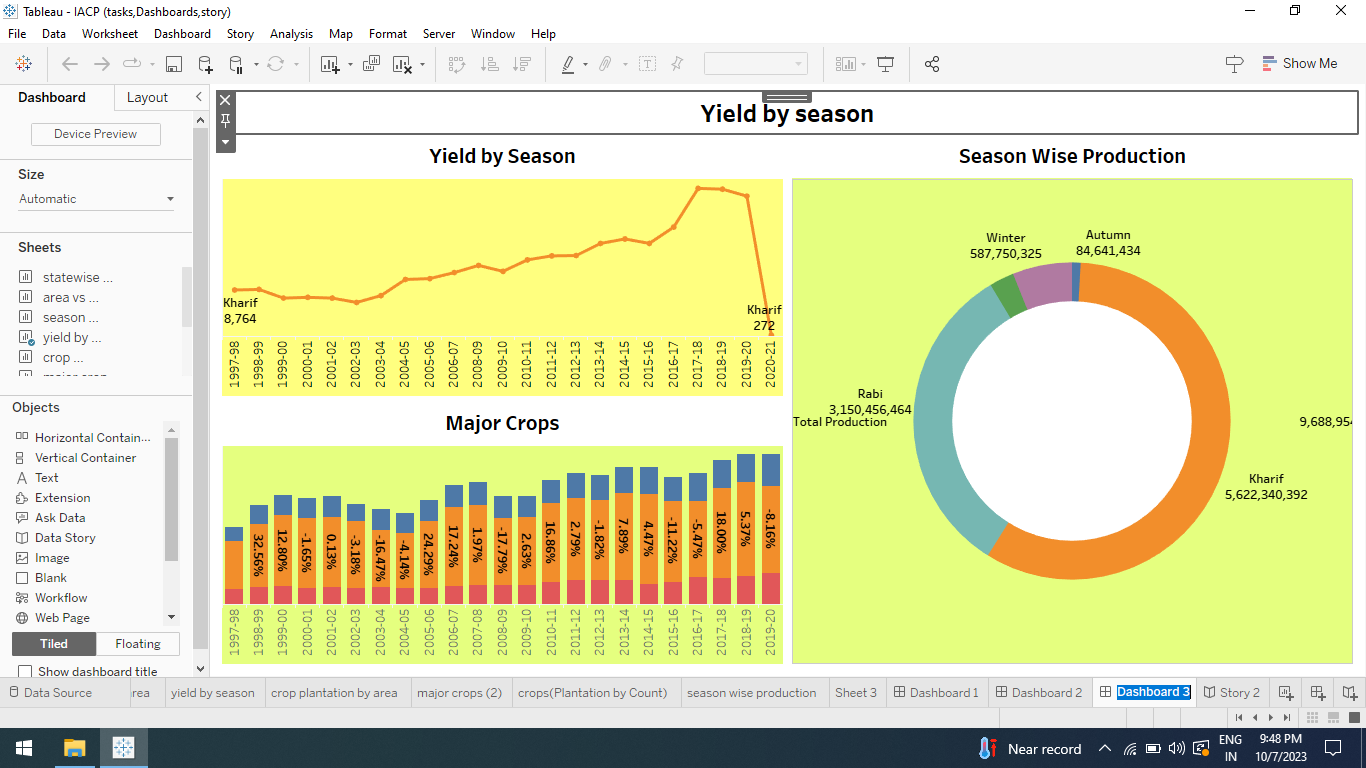 Tableau - IACP (tasks,Dashboards,story)
File Data Worksheet Dashboard Story Analysis Map Format Server Window Help
Show Me
Dashboard Layout
Device Preview
Size
Automatic
Sheets
statewise ...
area vs ...
season ...
yield by ...
crop ...
Objects
Horizontal Contain...
Vertical Container
Text
Extension
Ask Data
Data Story
Image
Blank
Workflow
Web Page
Tiled Floating
Show dashboard title
Yield by season
Yield by Season
Kharif
8,764
Kharif
272
1997-98 1998-99 1999-00 2000-01 2001-02 2002-03 2003-04 2004-05 2005-06 2006-07 2008-09 2009-10 2010-11 2011-12 2012-13 2013-14 2014-15 2015-16 2016-17 2017-18 2018-19 2019-20 2020-21
Major Crops
32.56% 12.80% -1.65% 0.13% -3.18% -16.47% -4.14% 24.29% 17.24% 1.97% -17.79% 2.63% 16.86% 2.79% -1.82% 7.89% 4.47% -11.22% -5.47% 18.00% 5.37% -8.16%
1997-98 1998-99 1999-00 2000-01 2001-02 2002-03 2003-04 2004-05 2005-06 2006-07 2007-08 2008-09 2009-10 2010-11 2011-12 2012-13 2013-14 2014-15 2015-16 2016-17 2017-18 2018-19 2019-20
Season Wise Production
Winter
587,750,325
Autumn
84,641,434
Rabi
3,150,456,464
Total Production
9,688,954
Kharif
5,622,340,392
Data Source area yield by season crop plantation by area major crops (2) crops(Plantation by Count) season wise production Sheet 3 Dashboard 1 Dashboard 2 Dashboard 3 Story 2
Near record
ENG
IN
9:48 PM
10/7/2023